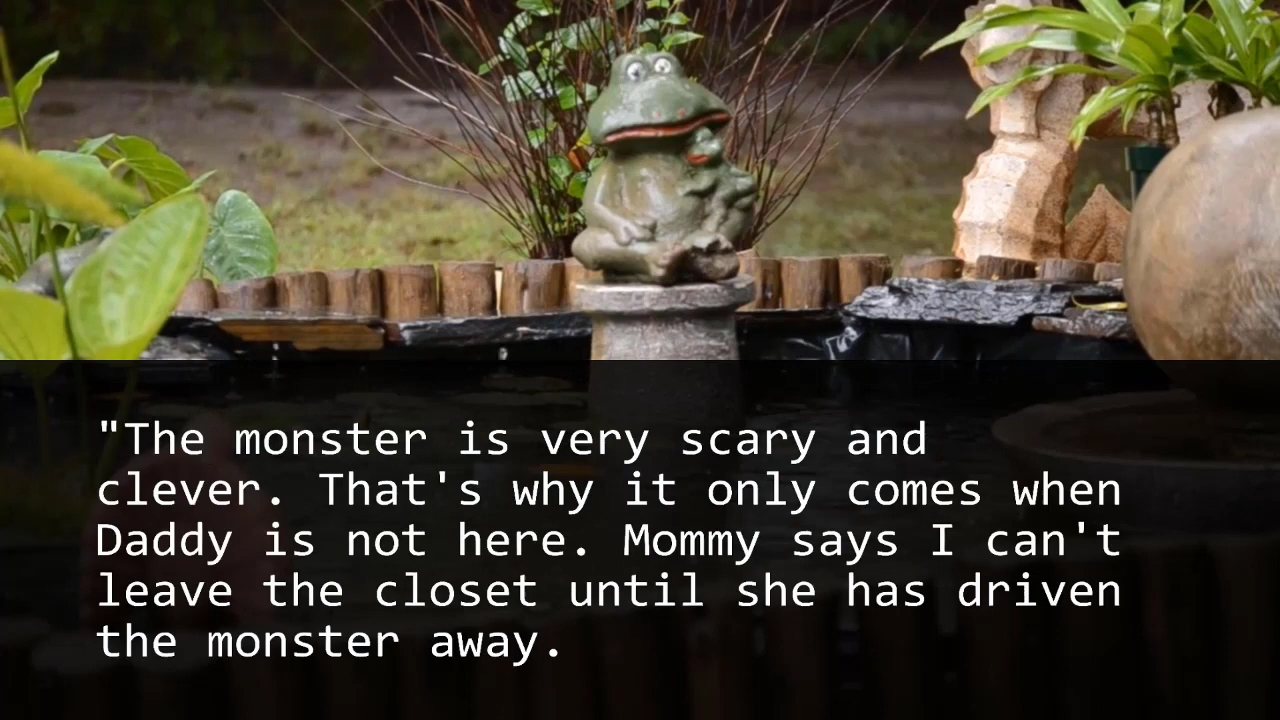 "The monster is very scary and
clever. That's why it only comes when
Daddy is not here. Mommy says I can't
leave the closet until she has driven
the monster away.